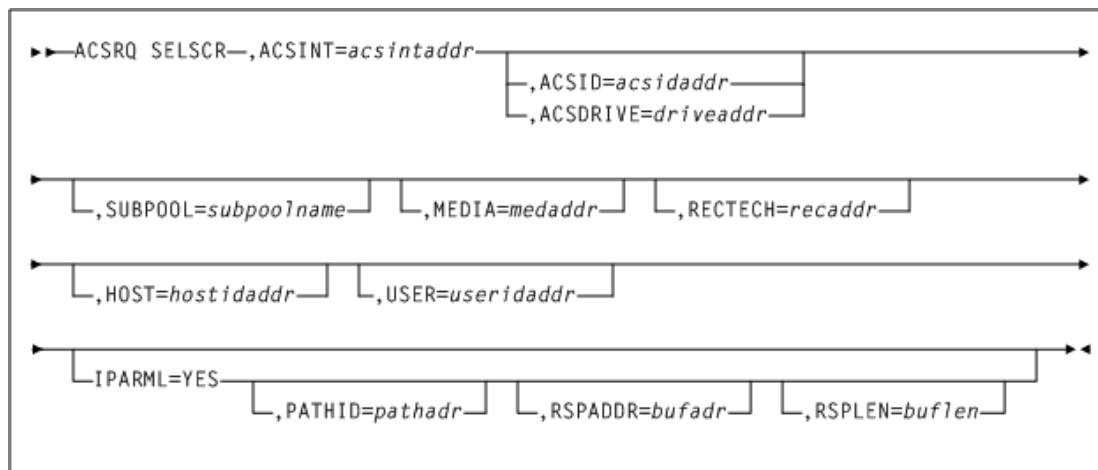 ACSRQ SELSCR ,ACSINT=acsintaddr
,ACSID=acsidaddr
,ACSDRIVE=driveaddr
,SUBPOOL=subpoolname ,MEDIA=medaddr ,RECTECH=recaddr
,HOST=hostidaddr ,USER=useridaddr
IPARML=YES
,PATHID=pathadr ,RSPADDR=bufadr ,RSPLEN=buflen